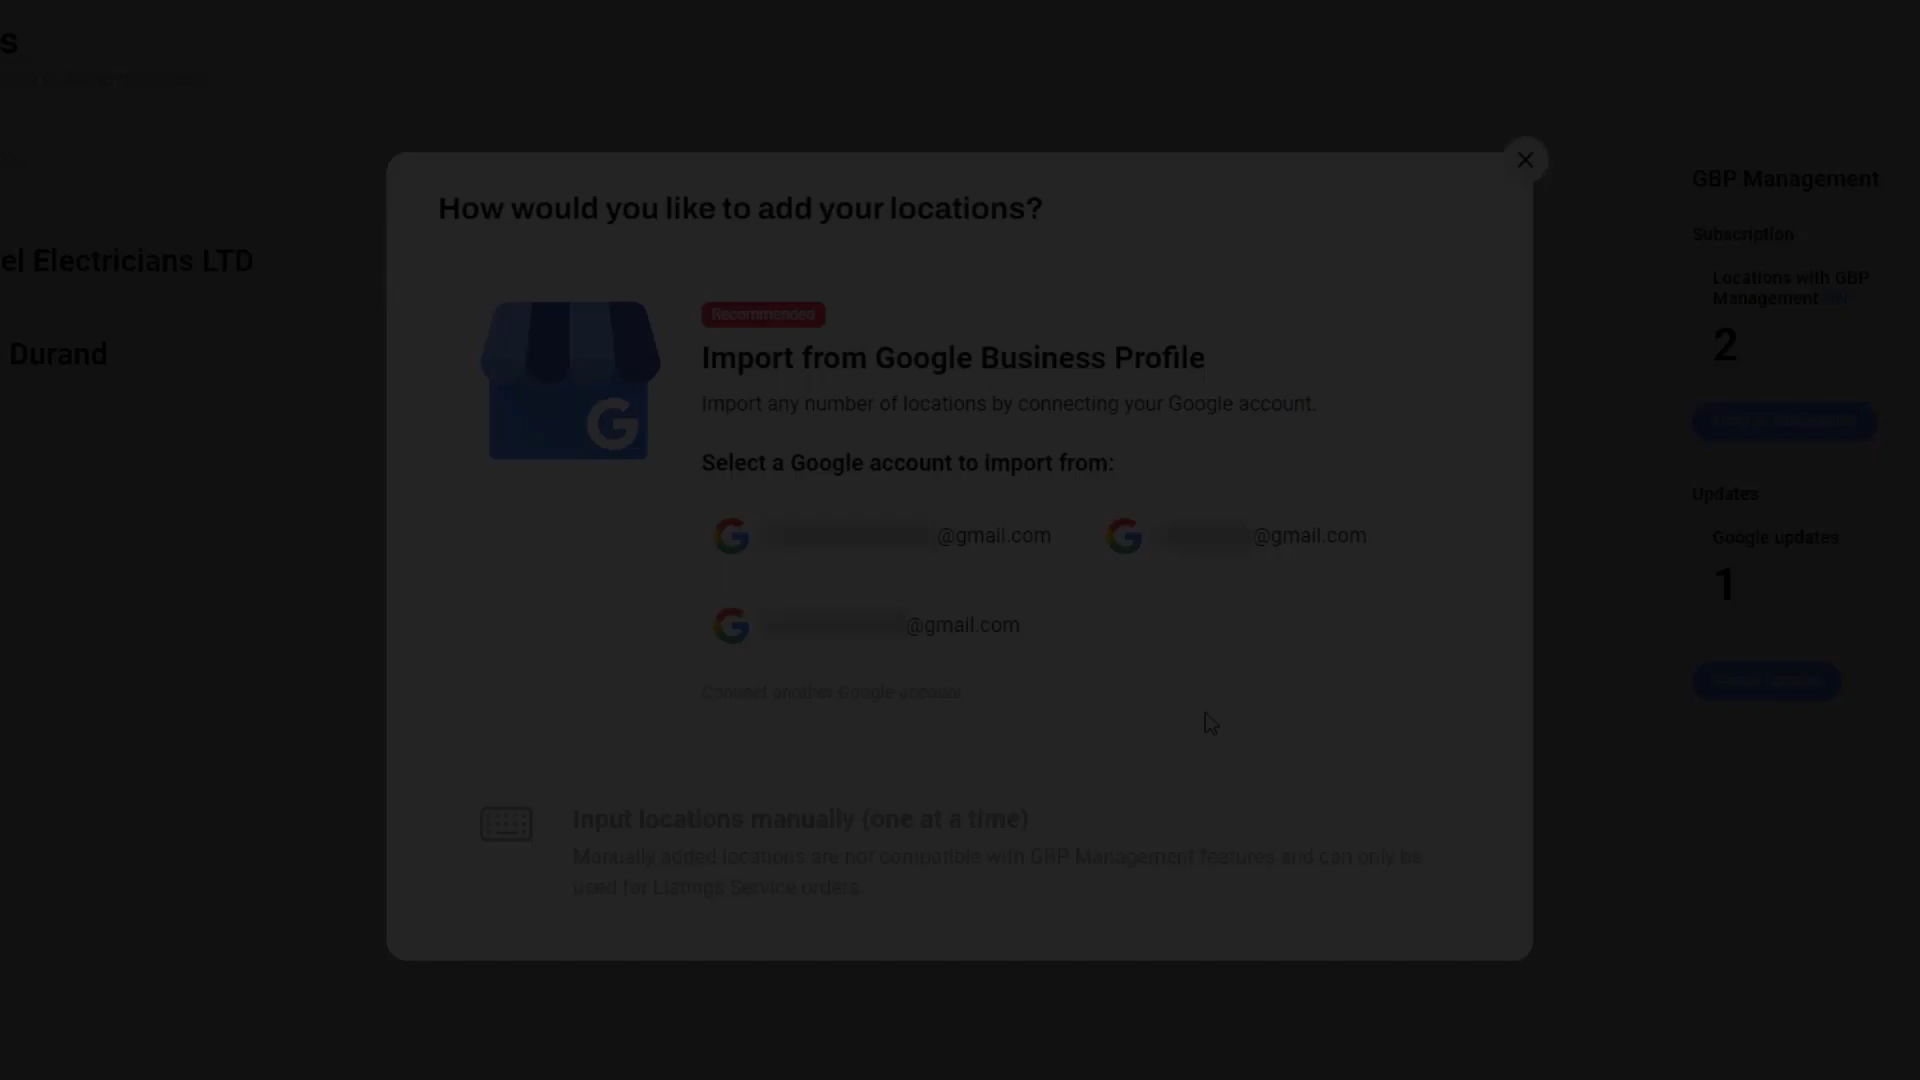 s
How would you like to add your locations?
GBP Management
Subscription
el Electricians LTD
Locations with GBP
Management
Recommended
2
Durand
Import from Google Business Profile
Import any number of locations by connecting your Google account.
Select a Google account to import from:
Updates
@gmail.com
@gmail.com
Google updates
1
@gmail.com
Connect another Google account
Input locations manually (one at a time)
Manually added locations are not compatible with GBP Management features and can only be
used for Listings Service orders.